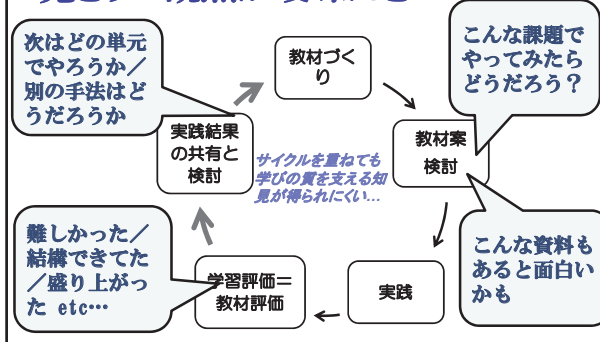 次はどの単元
でやろうか／
別の手法はど
うだろうか
教材づく
り
こんな課題で
やってみたら
どうだろう？
実践結果
の共有と
検討
サイクルを重ねても
学びの質を支える知
見が得られにくい…
教材案
検討
難しかった／
結構できてた
／盛り上がっ
た etc…
学習評価＝
教材評価
実践
こんな資料も
あると面白い
かも